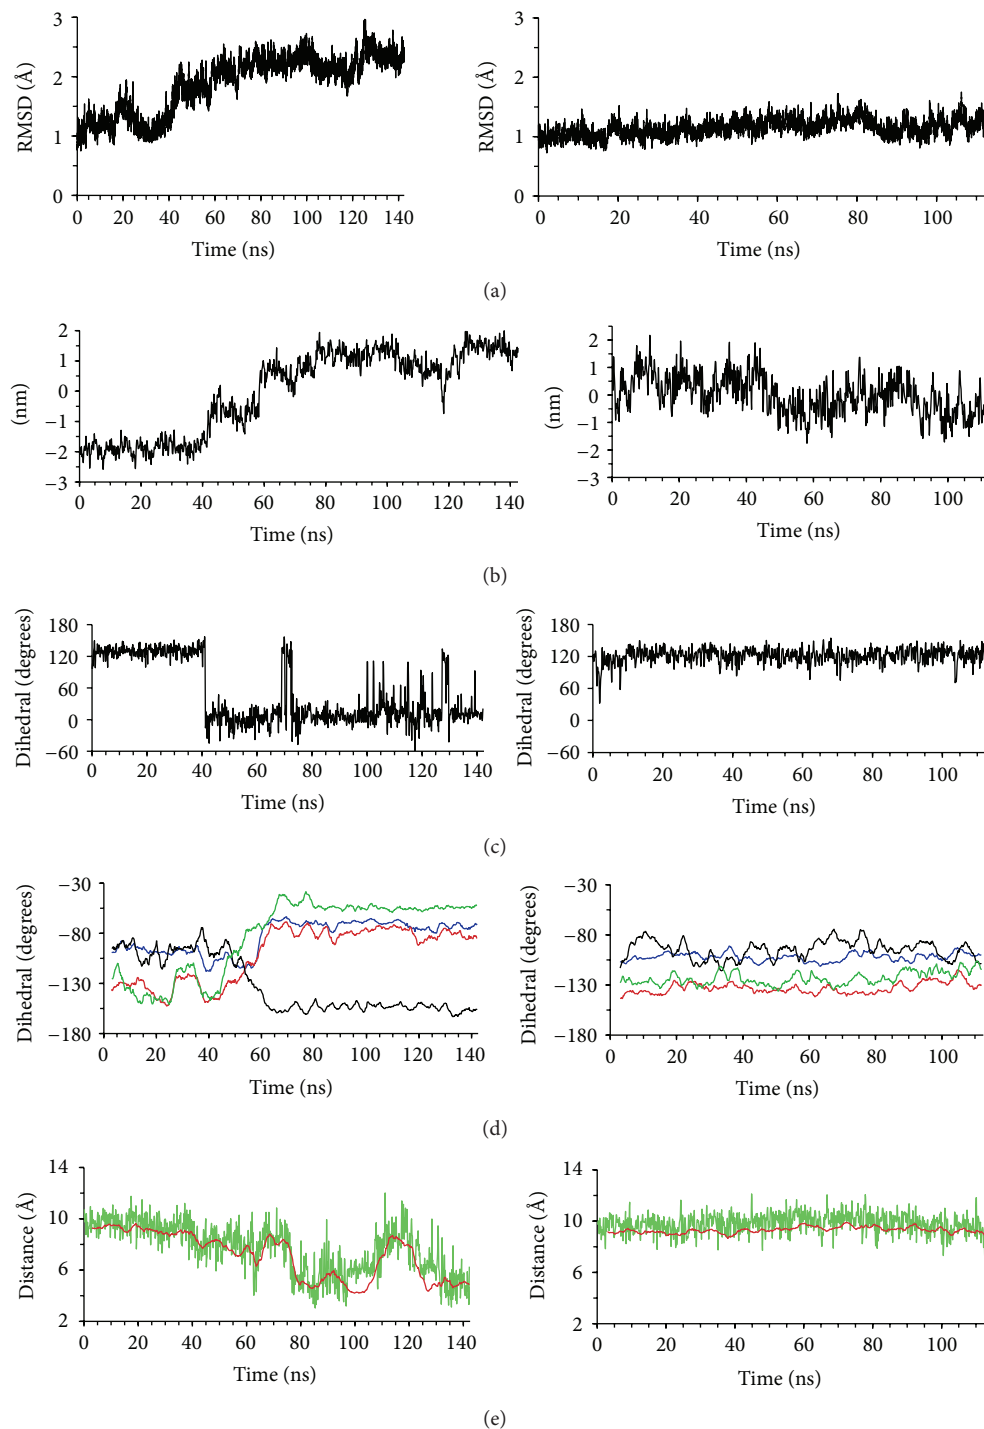 3
2
1
0
RMSD (Å)
0 20 40 60 80 100 120 140
Time (ns)
3
2
1
0
RMSD (Å)
0 20 40 60 80 100
Time (ns)
(a)
2
1
0
−1
−2
−3
(nm)
0 20 40 60 80 100 120 140
Time (ns)
2
1
0
−1
−2
−3
(nm)
0 20 40 60 80 100
Time (ns)
(b)
180
120
60
0
−60
Dihedral (degrees)
0 20 40 60 80 100 120 140
Time (ns)
180
120
60
0
−60
Dihedral (degrees)
0 20 40 60 80 100
Time (ns)
(c)
−30
−80
−130
−180
Dihedral (degrees)
0 20 40 60 80 100 120 140
Time (ns)
−30
−80
−130
−180
Dihedral (degrees)
0 20 40 60 80 100
Time (ns)
(d)
14
10
6
2
Distance (Å)
0 20 40 60 80 100 120 140
Time (ns)
14
10
6
2
Distance (Å)
0 20 40 60 80 100
Time (ns)
(e)